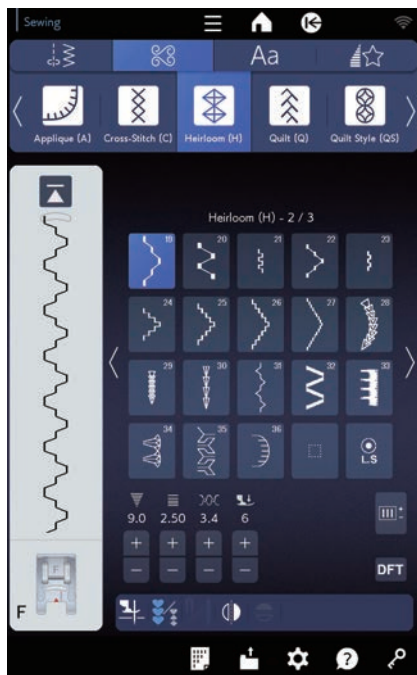 Sewing
Aa
Applique (A) Cross-Stitch (C) Heirloom (H) Quilt (Q) Quilt Style (QS)
Heirloom (H) - 2 / 3
19 20 21 22 23
24 25 26 27 28
29 30 31 32 33
34 35 36 L.S
9.0 2.50 3.4 6
+ + + +
− − − −
DFT
F
F
?